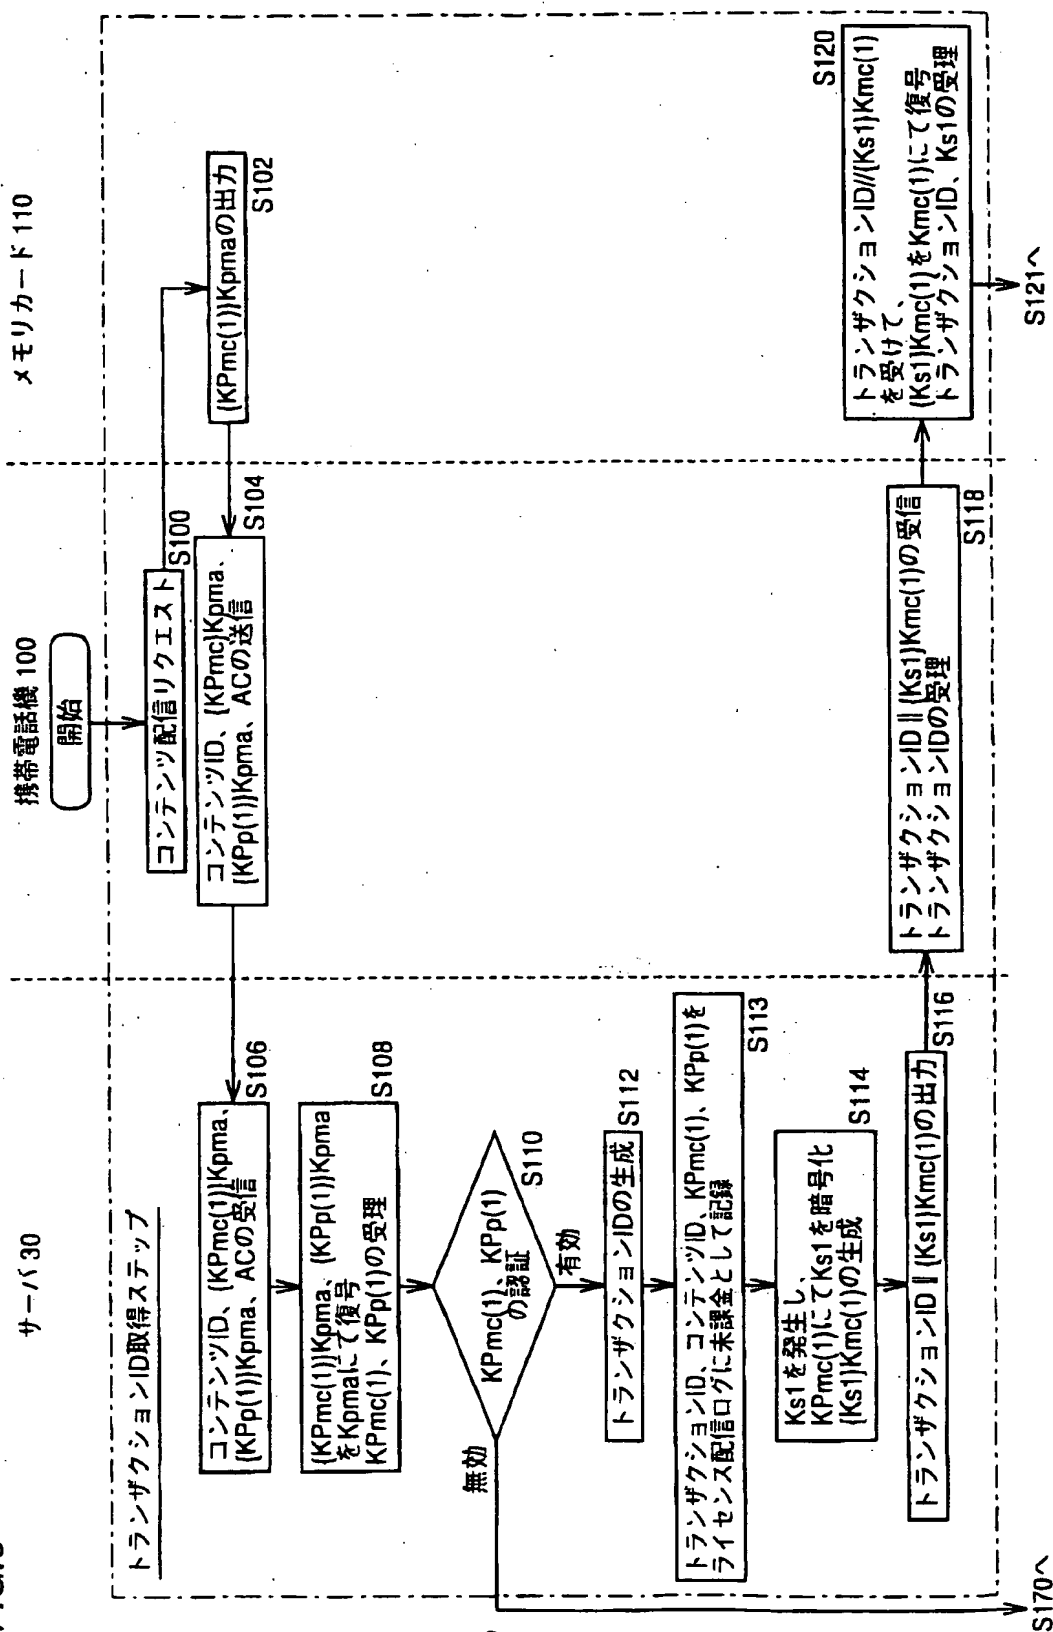 サーバ 30
携帯電話機 100
メモリカード 110
トランザクションID取得ステップ
開始
コンテンツ配信リクエスト
S100
{KPmc(1)}Kpmaの出力
S102
コンテンツID、{KPmc}Kpma、
{KPp(1)}Kpma、ACの送信
S104
コンテンツID、{KPmc(1)}Kpma、
{KPp(1)}Kpma、ACの受信
S106
{KPmc(1)}Kpma、{KPp(1)}Kpma
をKpmaにて復号
KPmc(1)、KPp(1)の受理
S108
KPmc(1)、KPp(1)
の認証
S110
無効
有効
トランザクションIDの生成
S112
トランザクションID、コンテンツID、KPmc(1)、KPp(1)を
ライセンス配信ログに未課金として記録
S113
Ks1を発生し、
KPmc(1)にてKs1を暗号化
{Ks1}Kmc(1)の生成
S114
トランザクションID || {Ks1}Kmc(1)の出力
S116
トランザクションID || {Ks1}Kmc(1)の受信
トランザクションIDの受理
S118
トランザクションID//{Ks1}Kmc(1)
を受けて、
{Ks1}Kmc(1)をKmc(1)にて復号
トランザクションID、Ks1の受理
S120
S170へ
S121へ